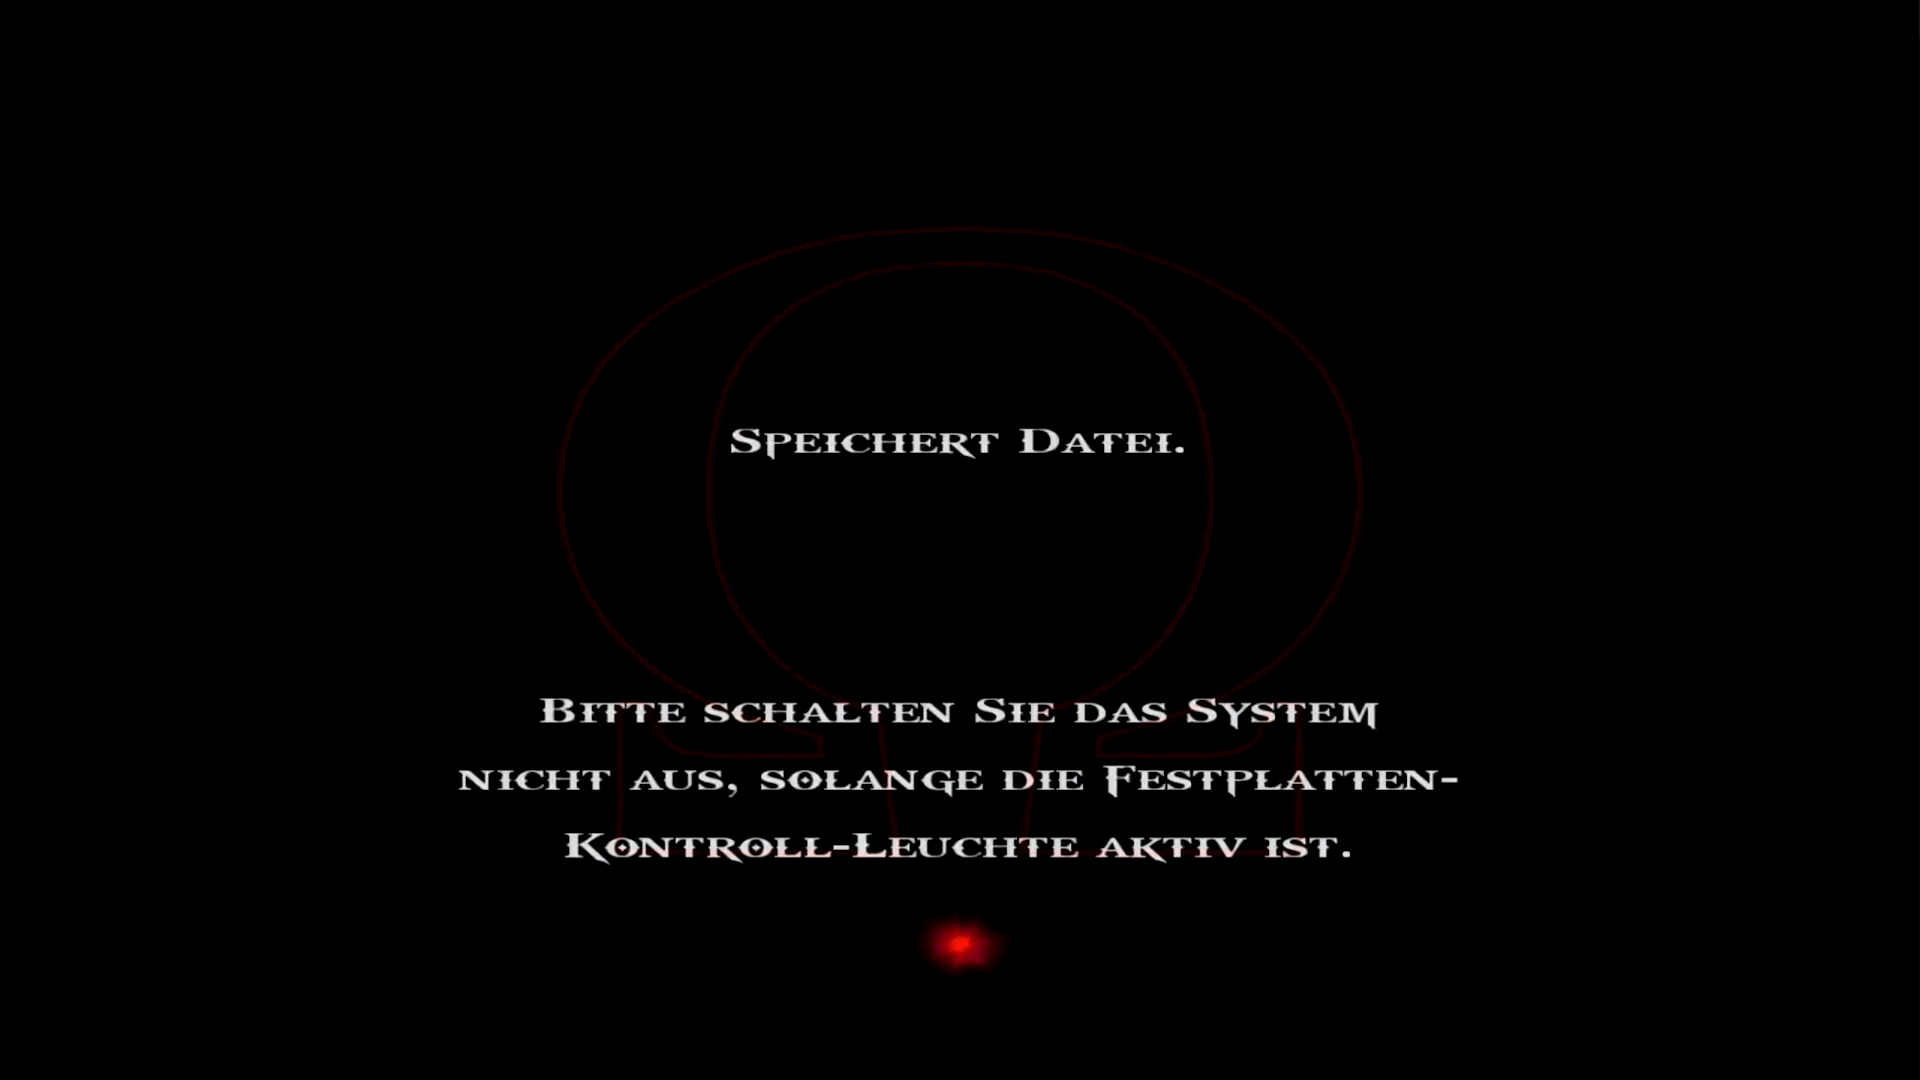 Speichert Datei.
Bitte schalten Sie das System
nicht aus, solange die Festplatten-
Kontroll-Leuchte aktiv ist.